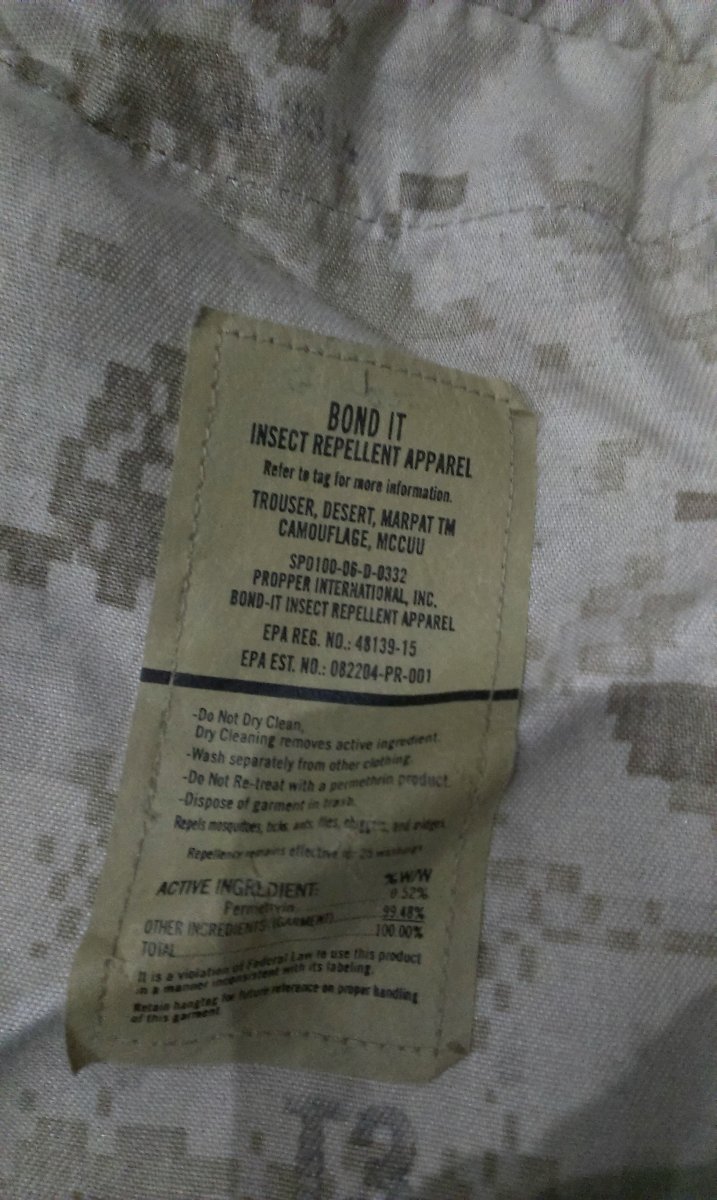 BOND IT
INSECT REPELLENT APPAREL
Refer to tag for more information.
TROUSER, DESERT, MARPAT TM
CAMOUFLAGE, MCCUU
SPO100-06-D-0332
PROPPER INTERNATIONAL, INC.
BOND-IT INSECT REPELLENT APPAREL
EPA REG. NO.: 48139-15
EPA EST. NO.: 082204-PR-001
-Do Not Dry Clean,
Dry Cleaning removes active ingredient.
-Wash separately from other clothing.
-Do Not Re-treat with a permethrin product.
-Dispose of garment in trash.
Repels mosquitoes, ticks, ants, flies, chiggers, and midges.
Repellency remains effective for 25 washings
ACTIVE INGREDIENT: %W/W
Permethrin 0.52%
OTHER INGREDIENTS (GARMENT) 99.48%
TOTAL 100.00%
It is a violation of Federal Law to use this product
in a manner inconsistent with its labeling.
Retain hangtag for future reference on proper handling
of this garment